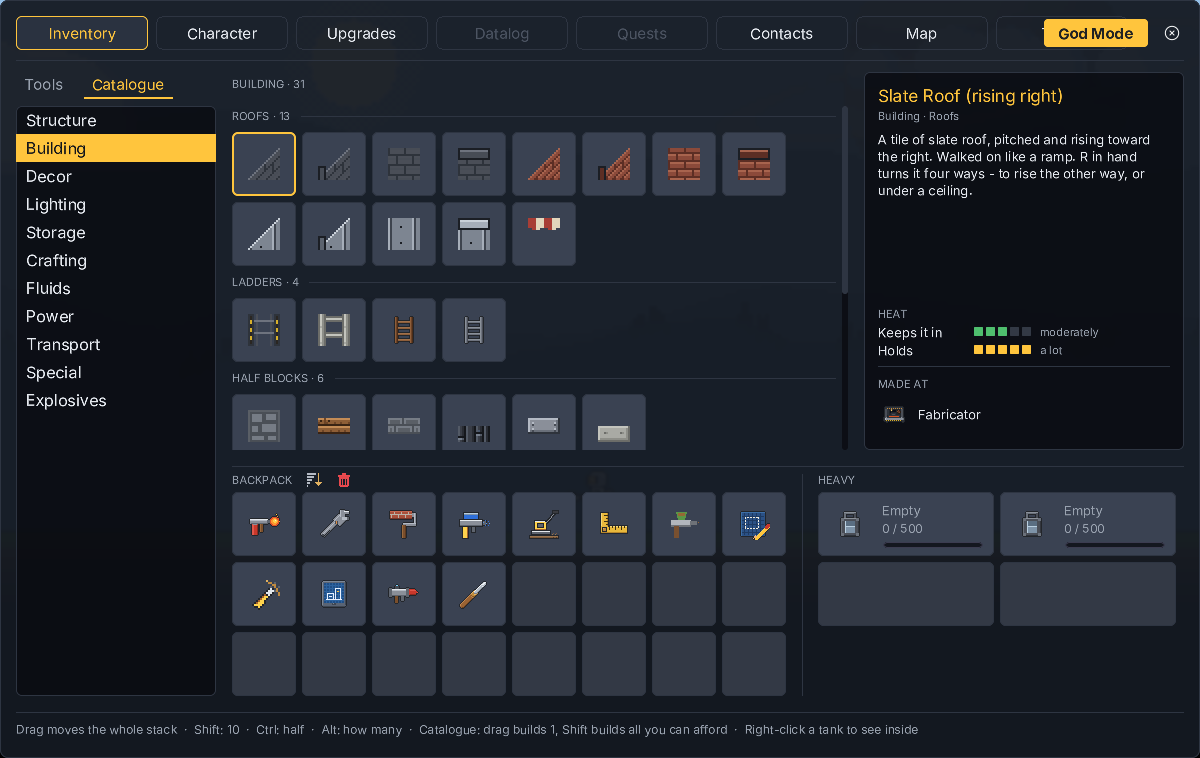 Inventory
Character
Upgrades
Datalog
Quests
Contacts
Map
God Mode
Tools
Catalogue
Structure
Building
Decor
Lighting
Storage
Crafting
Fluids
Power
Transport
Special
Explosives
BUILDING · 31
ROOFS · 13
LADDERS · 4
HALF BLOCKS · 6
Slate Roof (rising right)
Building · Roofs
A tile of slate roof, pitched and rising toward
the right. Walked on like a ramp. R in hand
turns it four ways - to rise the other way, or
under a ceiling.
HEAT
Keeps it in moderately
Holds a lot
MADE AT
Fabricator
BACKPACK
HEAVY
Empty
0 / 500
Empty
0 / 500
Drag moves the whole stack · Shift: 10 · Ctrl: half · Alt: how many · Catalogue: drag builds 1, Shift builds all you can afford · Right-click a tank to see inside